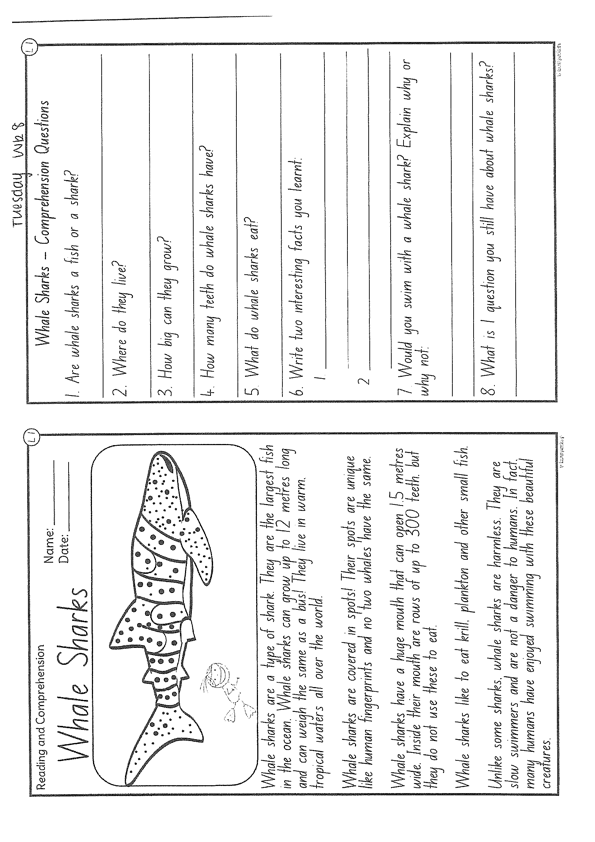 L1
Reading and Comprehension
Name:
Date:
Whale Sharks
Whale sharks are a type of shark. They are the largest fish
in the ocean. Whale sharks can grow up to 12 metres long
and can weigh the same as a bus! They live in warm,
tropical waters all over the world.
Whale sharks are covered in spots! Their spots are unique
like human fingerprints and no two whales have the same.
Whale sharks have a huge mouth that can open 1.5 metres
wide. Inside their mouth are rows of up to 300 teeth, but
they do not use these to eat.
Whale sharks like to eat krill, plankton and other small fish.
Unlike some sharks, whale sharks are harmless. They are
slow swimmers and are not a danger to humans. In fact,
many humans have enjoyed swimming with these beautiful
creatures.
Tuesday Wk 8
L1
Whale Sharks – Comprehension Questions
1. Are whale sharks a fish or a shark?
2. Where do they live?
3. How big can they grow?
4. How many teeth do whale sharks have?
5. What do whale sharks eat?
6. Write two interesting facts you learnt:
1
2
7 Would you swim with a whale shark? Explain why or
why not:
8. What is 1 question you still have about whale sharks?